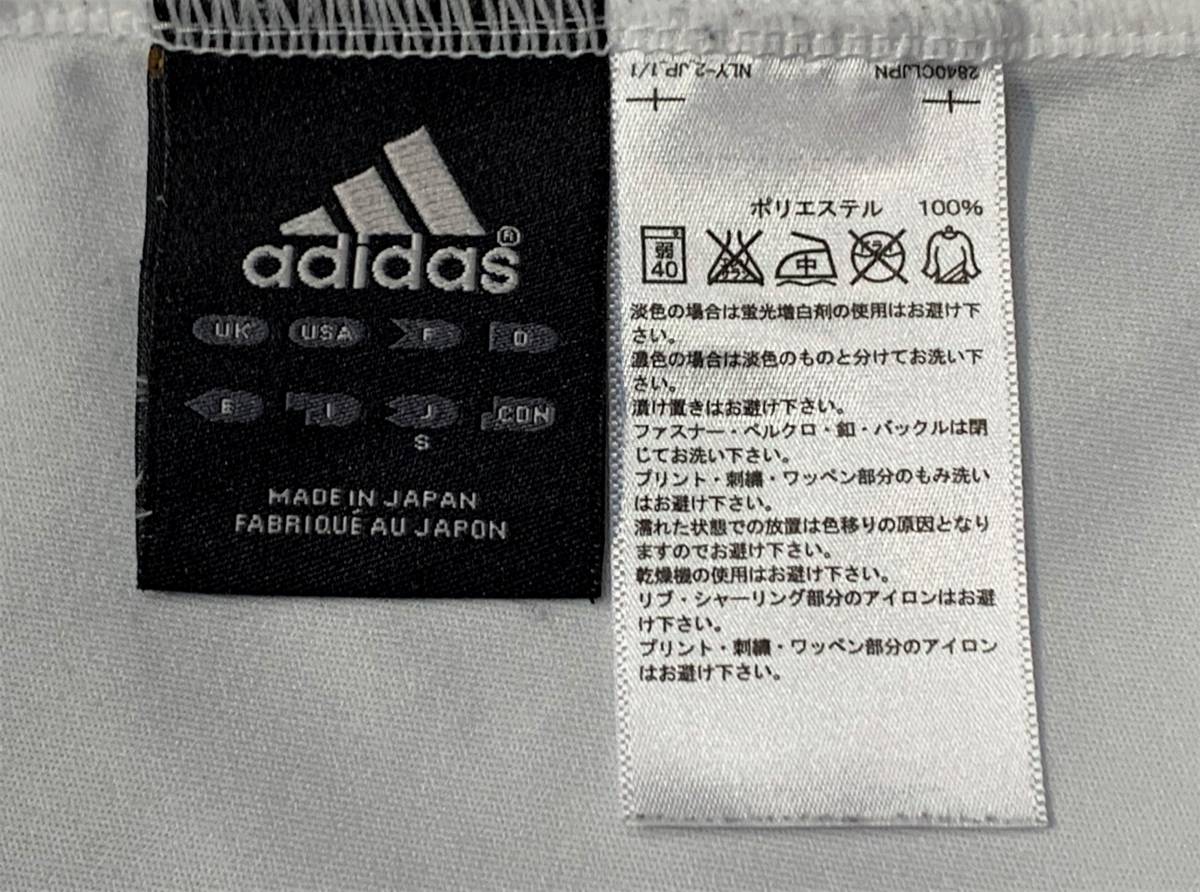 adidas®
UK USA F D
E I J CDN
S
MADE IN JAPAN
FABRIQUÉ AU JAPON
NLY-2_JP_1/1
2840CLJPN
ポリエステル 100%
弱 40
中
淡色の場合は蛍光増白剤の使用はお避け下
さい。
濃色の場合は淡色のものと分けてお洗い下
さい。
漬け置きはお避け下さい。
ファスナー・ベルクロ・釦・バックルは閉
じてお洗い下さい。
プリント・刺繍・ワッペン部分のもみ洗い
はお避け下さい。
濡れた状態での放置は色移りの原因となり
ますのでお避け下さい。
乾燥機の使用はお避け下さい。
リブ・シャーリング部分のアイロンはお避
け下さい。
プリント・刺繍・ワッペン部分のアイロン
はお避け下さい。